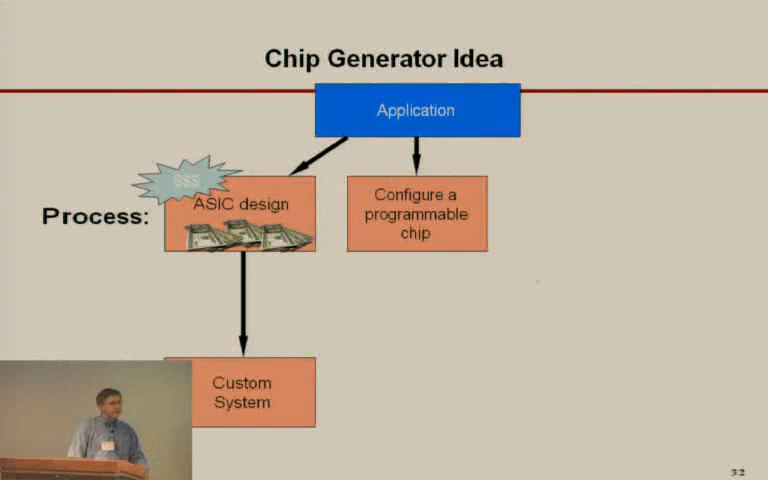 Chip Generator Idea
Application
$$$
ASIC design
Configure a
programmable
chip
Process:
Custom
System
32